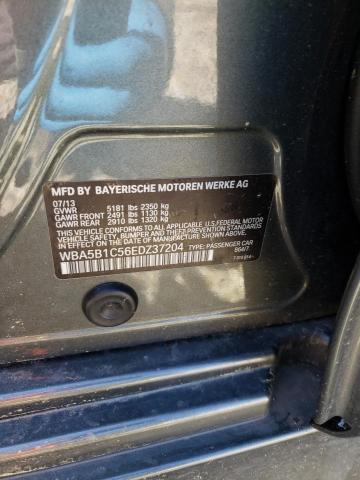 MFD BY BAYERISCHE MOTOREN WERKE AG
07/13
GVWR 5181 lbs 2350 kg
GAWR FRONT 2491 lbs 1130 kg
GAWR REAR 2910 lbs 1320 kg
THIS VEHICLE CONFORMS TO ALL APPLICABLE U.S. FEDERAL MOTOR
VEHICLE SAFETY, BUMPER, AND THEFT PREVENTION STANDARDS
IN EFFECT ON THE DATE OF MANUFACTURE SHOWN ABOVE.
WBA5B1C56EDZ37204 TYPE: PASSENGER CAR